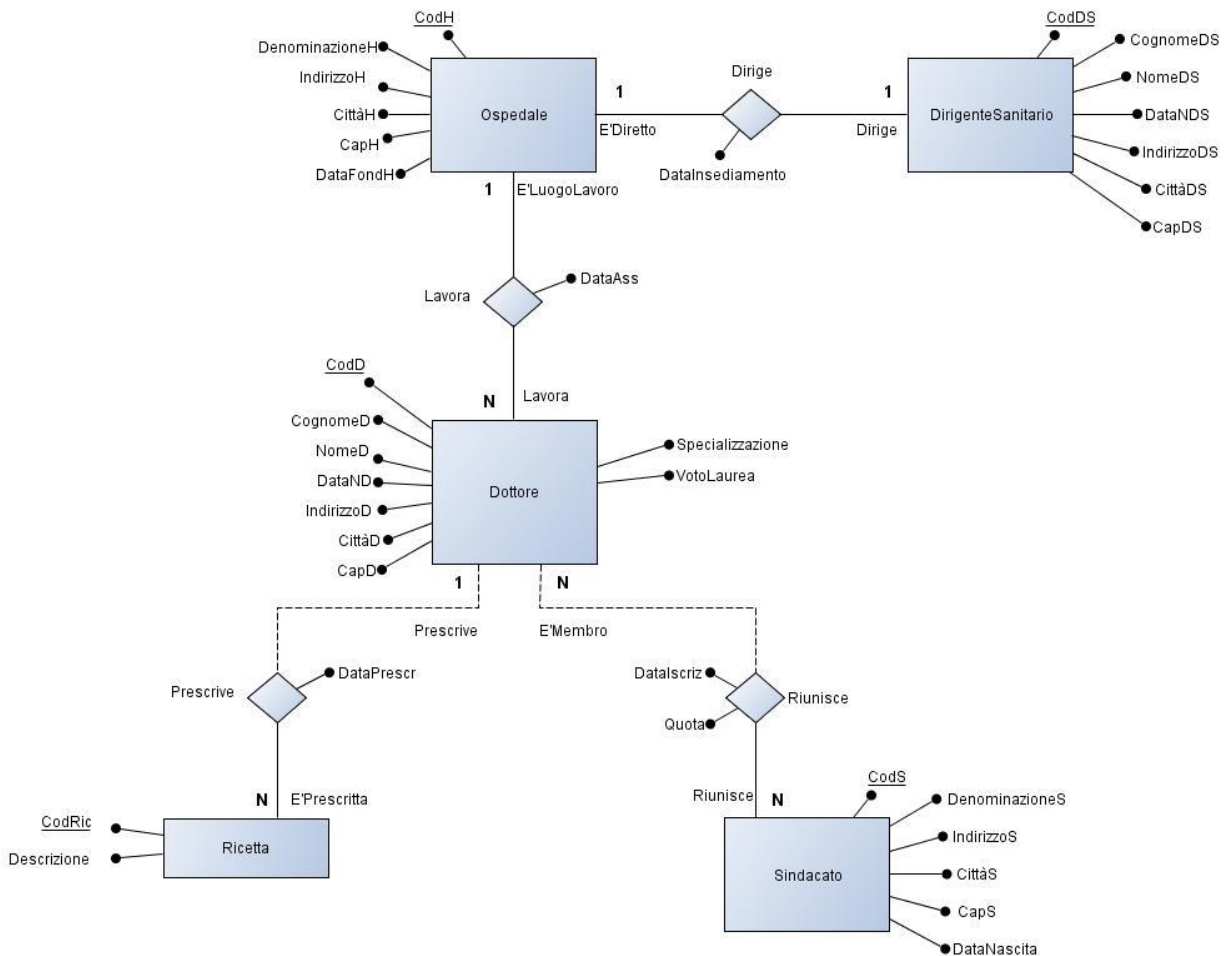 CodH
DenominazioneH
IndirizzoH
CittàH
CapH
DataFondH
Ospedale
1
E'Diretto
Dirige
DataInsediamento
1
Dirige
CodDS
CognomeDS
NomeDS
DataNDS
IndirizzoDS
CittàDS
CapDS
DirigenteSanitario
1
E'LuogoLavoro
Lavora
DataAss
N
Lavora
CodD
CognomeD
NomeD
DataND
IndirizzoD
CittàD
CapD
Dottore
Specializzazione
VotoLaurea
1
N
Prescrive
E'Membro
Prescrive
DataPrescr
DataIscriz
Quota
Riunisce
N
E'Prescritta
Riunisce
N
CodRic
Descrizione
Ricetta
CodS
DenominazioneS
IndirizzoS
CittàS
CapS
DataNascita
Sindacato